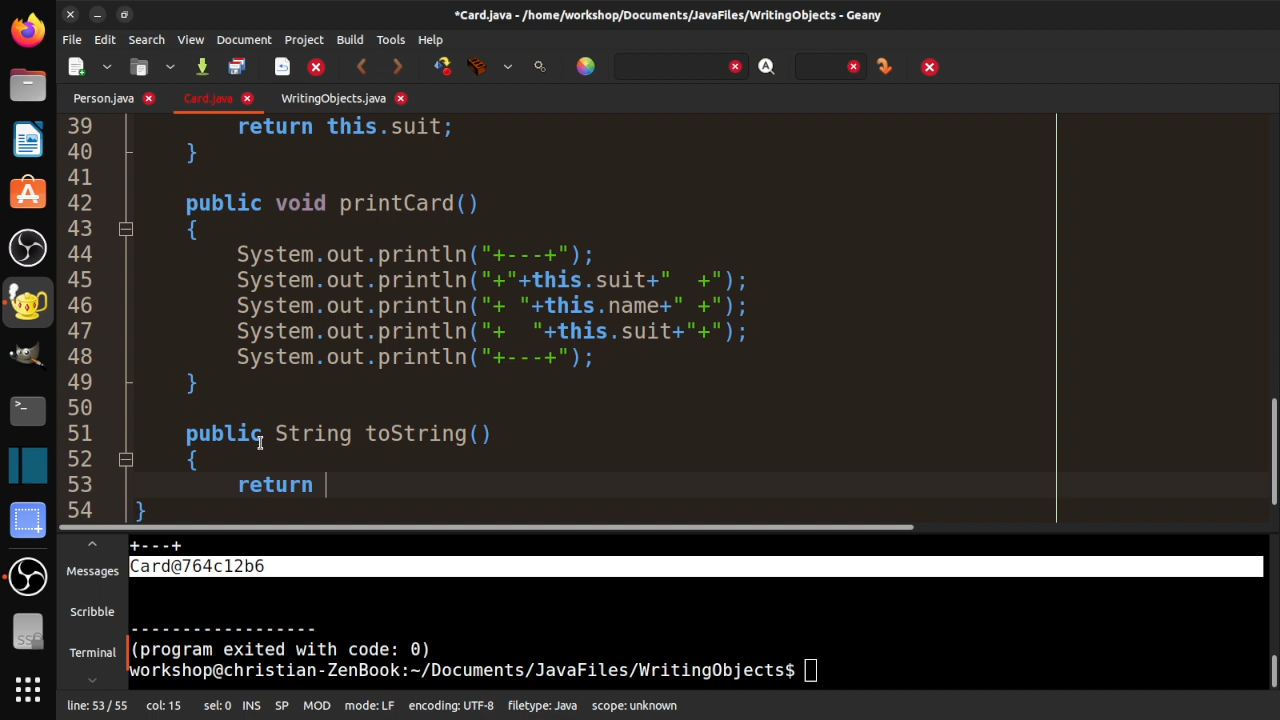 *Card.java - /home/workshop/Documents/JavaFiles/WritingObjects - Geany
File Edit Search View Document Project Build Tools Help
Person.java Card.java WritingObjects.java
39 return this.suit;
40 }
41
42 public void printCard()
43 {
44 System.out.println("+---+");
45 System.out.println("+"+this.suit+"  +");
46 System.out.println("+ "+this.name+" +");
47 System.out.println("+  "+this.suit+"+");
48 System.out.println("+---+");
49 }
50
51 public String toString()
52 {
53 return
54 }
+---+
Messages
Card@764c12b6
Scribble
------------------
Terminal
(program exited with code: 0)
workshop@christian-ZenBook:~/Documents/JavaFiles/WritingObjects$
line: 53 / 55 col: 15 sel: 0 INS SP MOD mode: LF encoding: UTF-8 filetype: Java scope: unknown